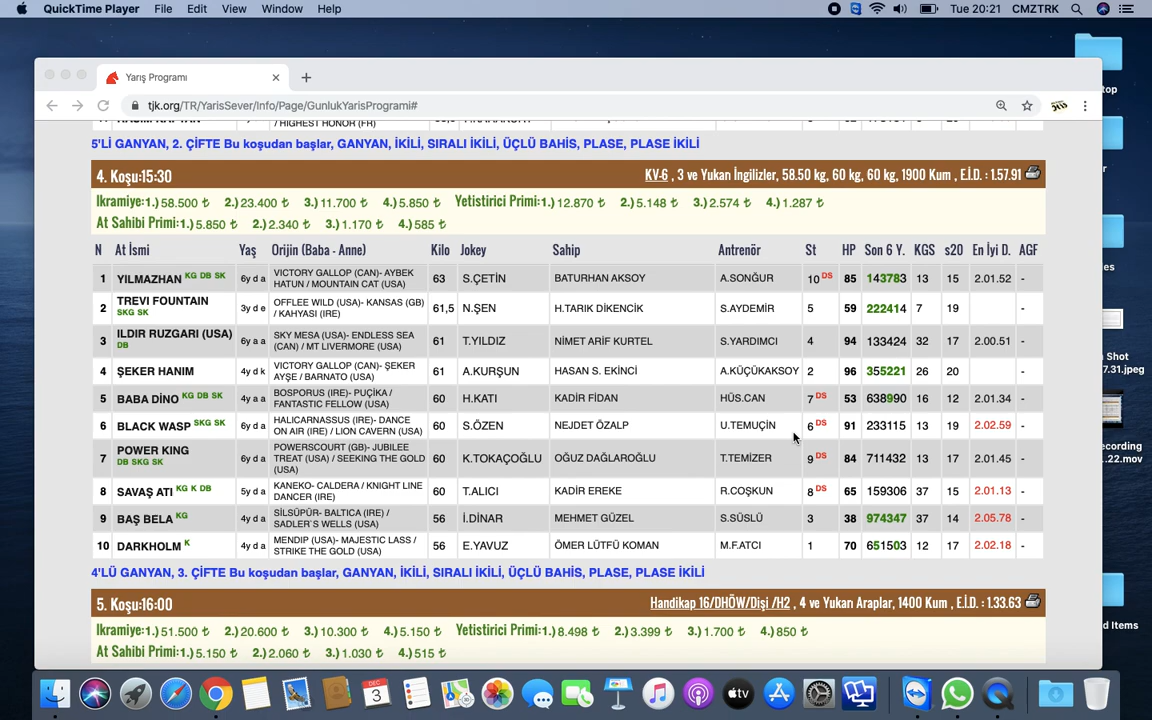 QuickTime Player File Edit View Window Help Tue 20:21 CMZTRK
Yarış Programı
tjk.org/TR/YarisSever/Info/Page/GunlukYarisProgrami#
/ HIGHEST HONOR (FR)
5'Lİ GANYAN, 2. ÇİFTE Bu koşudan başlar, GANYAN, İKİLİ, SIRALI İKİLİ, ÜÇLÜ BAHİS, PLASE, PLASE İKİLİ
4. Koşu:15:30 KV-6 , 3 ve Yukarı İngilizler, 58.50 kg, 60 kg, 60 kg, 1900 Kum , E.İ.D. : 1.57.91
Ikramiye:1.)58.500 ₺ 2.)23.400 ₺ 3.)11.700 ₺ 4.)5.850 ₺ Yetistirici Primi:1.)12.870 ₺ 2.)5.148 ₺ 3.)2.574 ₺ 4.)1.287 ₺
At Sahibi Primi:1.)5.850 ₺ 2.)2.340 ₺ 3.)1.170 ₺ 4.)585 ₺
N At İsmi Yaş Orijin (Baba - Anne) Kilo Jokey Sahip Antrenör St HP Son 6 Y. KGS s20 En İyi D. AGF
1 YILMAZHAN KG DB SK 6y d a VICTORY GALLOP (CAN)- AYBEK HATUN / MOUNTAIN CAT (USA) 63 S.ÇETİN BATURHAN AKSOY A.SONĞUR 10 DS 85 143783 13 15 2.01.52 -
2 TREVI FOUNTAIN SKG SK 3y d e OFFLEE WILD (USA)- KANSAS (GB) / KAHYASI (IRE) 61,5 N.ŞEN H.TARIK DİKENCİK S.AYDEMİR 5 59 222414 7 19 -
3 ILDIR RUZGARI (USA) DB 6y a a SKY MESA (USA)- ENDLESS SEA (CAN) / MT LIVERMORE (USA) 61 T.YILDIZ NİMET ARİF KURTEL S.YARDIMCI 4 94 133424 32 17 2.00.51 -
4 ŞEKER HANIM 4y d k VICTORY GALLOP (CAN)- ŞEKER AYŞE / BARNATO (USA) 61 A.KURŞUN HASAN S. EKİNCİ A.KÜÇÜKAKSOY 2 96 355221 26 20 -
5 BABA DİNO KG DB SK 4y a a BOSPORUS (IRE)- PUÇİKA / FANTASTIC FELLOW (USA) 60 H.KATI KADİR FİDAN HÜS.CAN 7 DS 53 638990 16 12 2.01.34 -
6 BLACK WASP SKG SK 6y d a HALICARNASSUS (IRE)- DANCE ON AIR (IRE) / LION CAVERN (USA) 60 S.ÖZEN NEJDET ÖZALP U.TEMUÇİN 6 DS 91 233115 13 19 2.02.59 -
7 POWER KING DB SKG SK 6y d a POWERSCOURT (GB)- JUBILEE TREAT (USA) / SEEKING THE GOLD (USA) 60 K.TOKAÇOĞLU OĞUZ DAĞLAROĞLU T.TEMİZER 9 DS 84 711432 13 17 2.01.45 -
8 SAVAŞ ATI KG K DB 5y d a KANEKO- CALDERA / KNIGHT LINE DANCER (IRE) 60 T.ALICI KADİR EREKE R.COŞKUN 8 DS 65 159306 37 15 2.01.13 -
9 BAŞ BELA KG 4y d a SİLSÜPÜR- BALTICA (IRE) / SADLER'S WELLS (USA) 56 İ.DİNAR MEHMET GÜZEL S.SÜSLÜ 3 38 974347 37 14 2.05.78 -
10 DARKHOLM K 4y d a MENDIP (USA)- MAJESTIC LASS / STRIKE THE GOLD (USA) 56 E.YAVUZ ÖMER LÜTFÜ KOMAN M.F.ATCI 1 70 651503 12 17 2.02.18 -
4'LÜ GANYAN, 3. ÇİFTE Bu koşudan başlar, GANYAN, İKİLİ, SIRALI İKİLİ, ÜÇLÜ BAHİS, PLASE, PLASE İKİLİ
5. Koşu:16:00 Handikap 16/DHÖW/Dişi /H2 , 4 ve Yukarı Araplar, 1400 Kum , E.İ.D. : 1.33.63
Ikramiye:1.)51.500 ₺ 2.)20.600 ₺ 3.)10.300 ₺ 4.)5.150 ₺ Yetistirici Primi:1.)8.498 ₺ 2.)3.399 ₺ 3.)1.700 ₺ 4.)850 ₺
At Sahibi Primi:1.)5.150 ₺ 2.)2.060 ₺ 3.)1.030 ₺ 4.)515 ₺
top
Shot
7.31.jpeg
ecording
..22.mov
d Items
DEC
3
tv